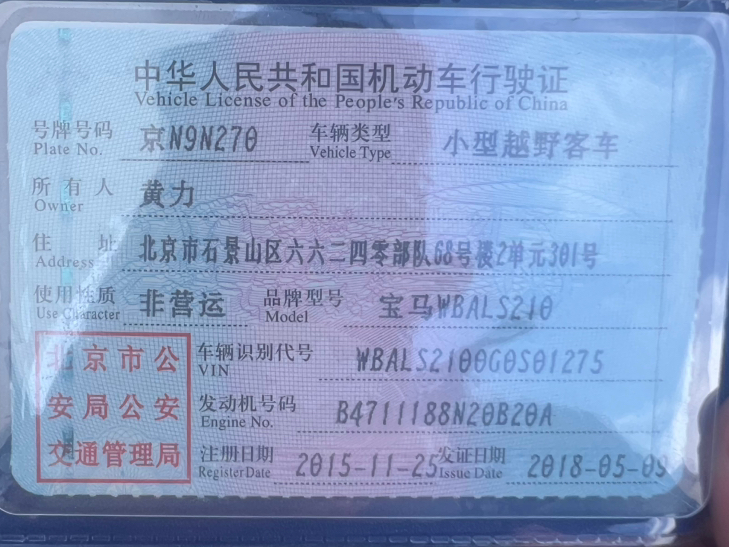 中华人民共和国机动车行驶证
Vehicle License of the People's Republic of China
号牌号码 京N9N270 车辆类型 小型越野客车
Plate No. Vehicle Type
所有人 黄力
Owner
住址 北京市石景山区六六二四零部队68号楼2单元301号
Address
使用性质 非营运 品牌型号 宝马WBALS210
Use Character Model
北京市公安局公安交通管理局
车辆识别代号 WBALS2100G0S01275
VIN
发动机号码 B4711188N20B20A
Engine No.
注册日期 2015-11-25 发证日期 2018-05-09
Register Date Issue Date